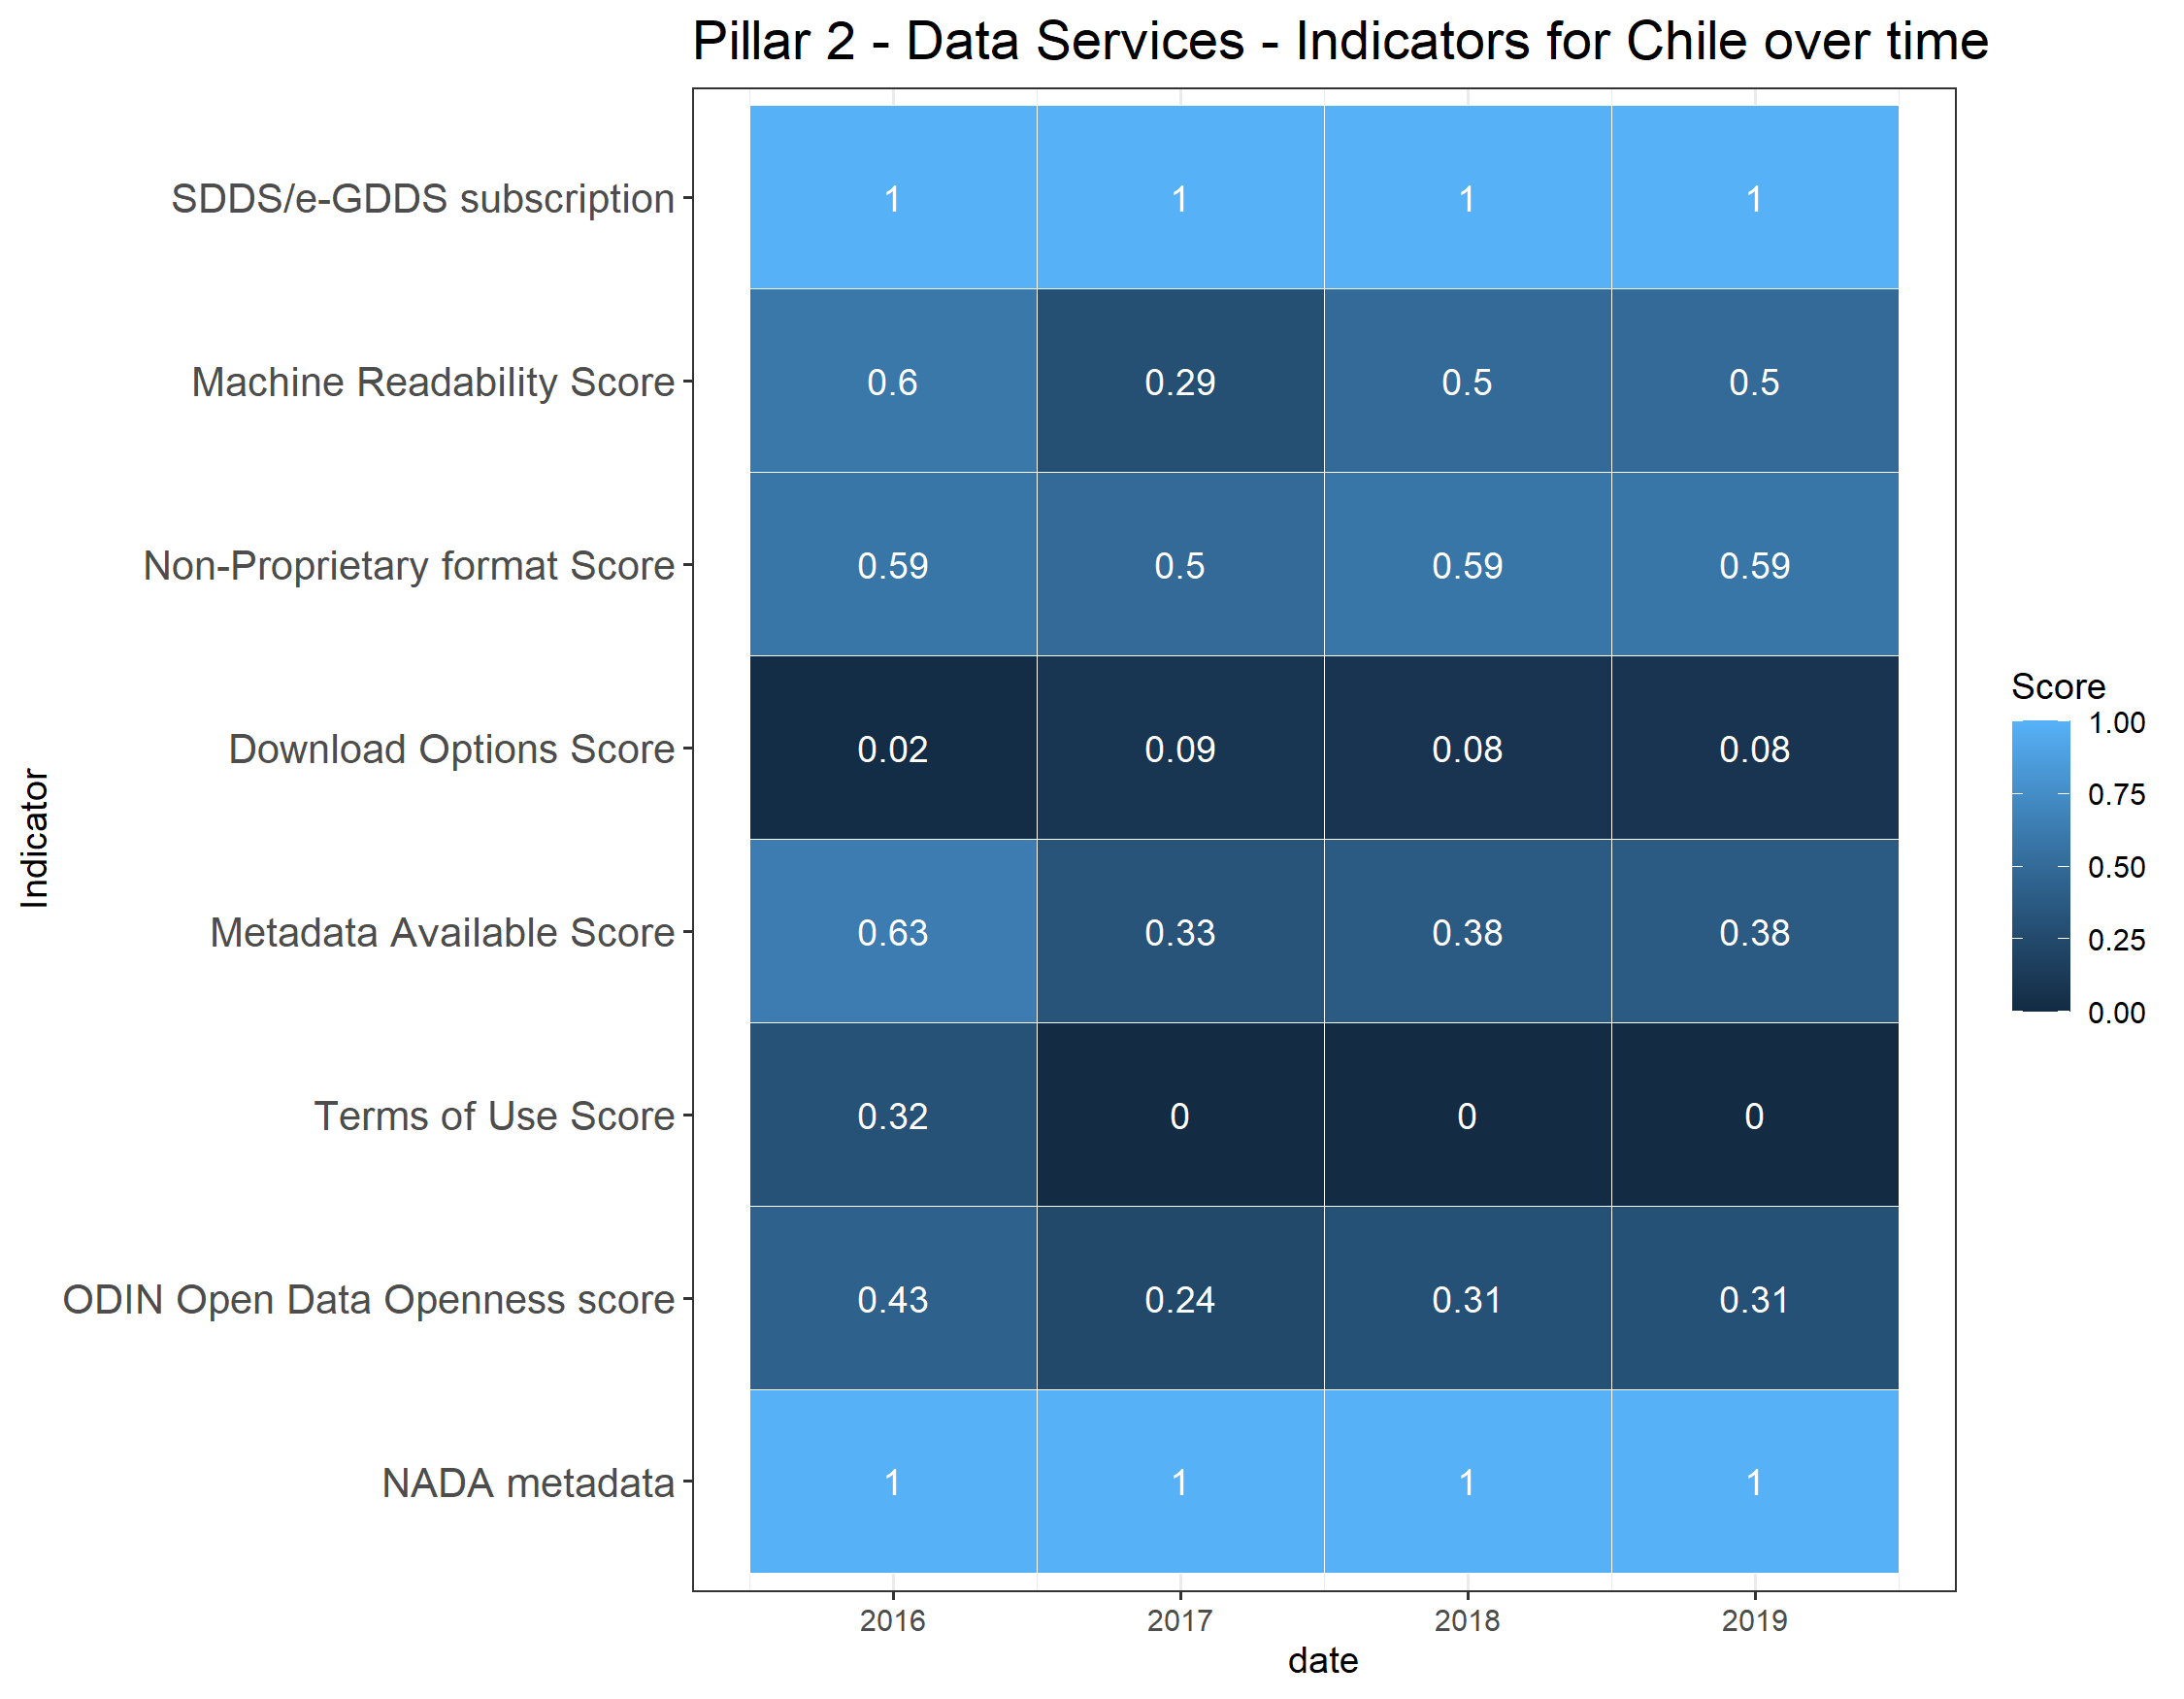 Pillar 2 - Data Services - Indicators for Chile over time
SDDS/e-GDDS subscription 1 1 1 1
Machine Readability Score 0.6 0.29 0.5 0.5
Non-Proprietary format Score 0.59 0.5 0.59 0.59
Download Options Score 0.02 0.09 0.08 0.08
Metadata Available Score 0.63 0.33 0.38 0.38
Terms of Use Score 0.32 0 0 0
ODIN Open Data Openness score 0.43 0.24 0.31 0.31
NADA metadata 1 1 1 1
2016 2017 2018 2019
date
Indicator
Score
1.00
0.75
0.50
0.25
0.00